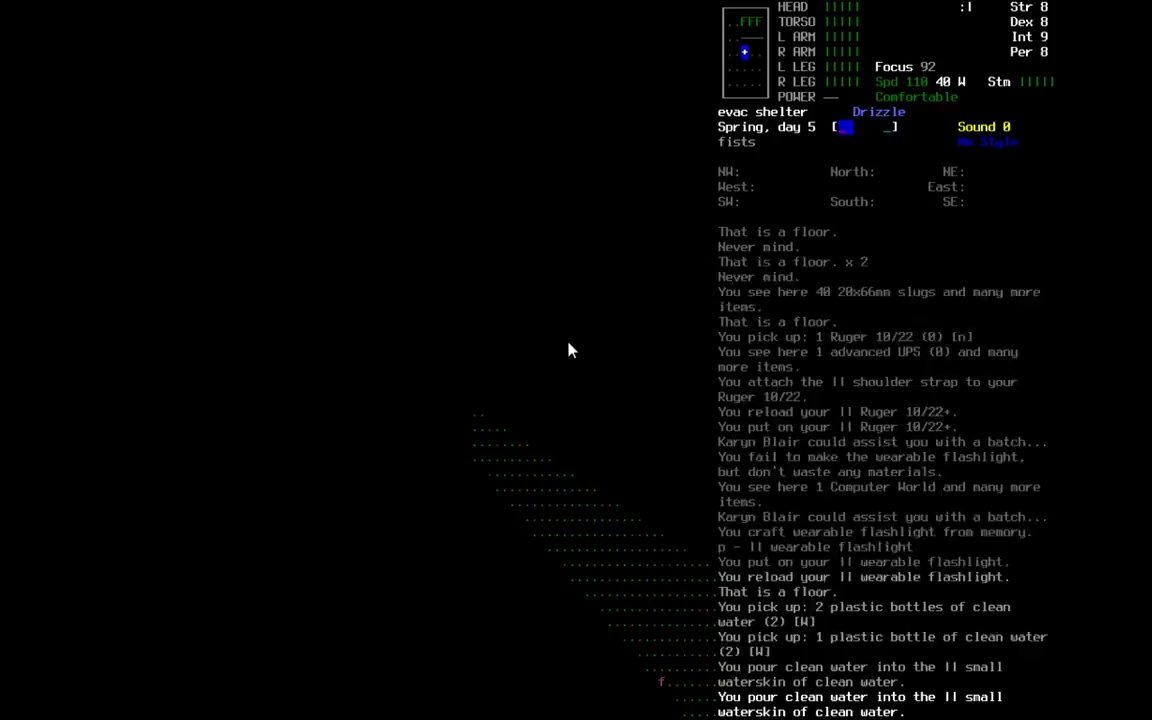 HEAD ||||| :| Str 8
..FFF TORSO ||||| Dex 8
L ARM ||||| Int 9
+ R ARM ||||| Per 8
..... L LEG ||||| Focus 92
..... R LEG ||||| Spd 110 40 W Stm |||||
POWER —— Comfortable
evac shelter Drizzle
Spring, day 5 [ _] Sound 0
fists No Style
NW: North: NE:
West: East:
SW: South: SE:
That is a floor.
Never mind.
That is a floor. x 2
Never mind.
You see here 40 20x66mm slugs and many more
items.
That is a floor.
You pick up: 1 Ruger 10/22 (0) [n]
You see here 1 advanced UPS (0) and many
more items.
You attach the || shoulder strap to your
Ruger 10/22.
You reload your || Ruger 10/22+.
You put on your || Ruger 10/22+.
Karyn Blair could assist you with a batch...
You fail to make the wearable flashlight,
but don't waste any materials.
You see here 1 Computer World and many more
items.
Karyn Blair could assist you with a batch...
You craft wearable flashlight from memory.
p - || wearable flashlight
You put on your || wearable flashlight.
You reload your || wearable flashlight.
That is a floor.
You pick up: 2 plastic bottles of clean
water (2) [W]
You pick up: 1 plastic bottle of clean water
(2) [W]
You pour clean water into the || small
f waterskin of clean water.
You pour clean water into the || small
waterskin of clean water.